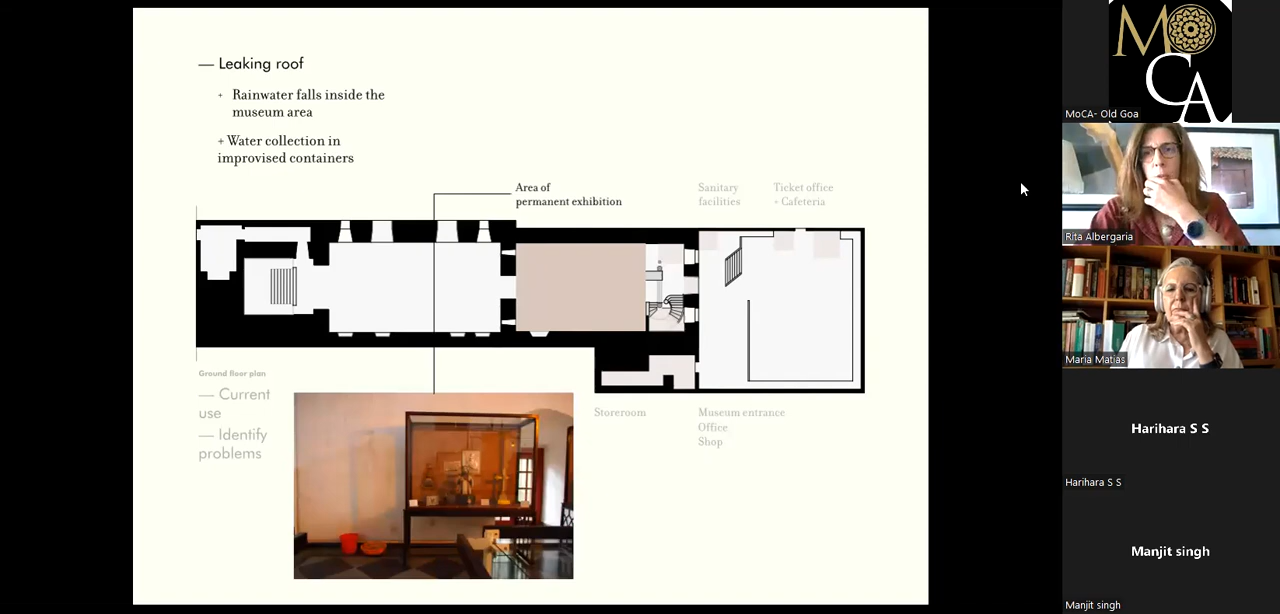 — Leaking roof
+ Rainwater falls inside the
museum area
+ Water collection in
improvised containers
Area of
permanent exhibition
Sanitary
facilities
Ticket office
+ Cafeteria
Ground floor plan
— Current
use
— Identify
problems
Storeroom
Museum entrance
Office
Shop
MOCA
MoCA- Old Goa
Rita Albergaria
Maria Matias
Harihara S S
Harihara S S
Manjit singh
Manjit singh